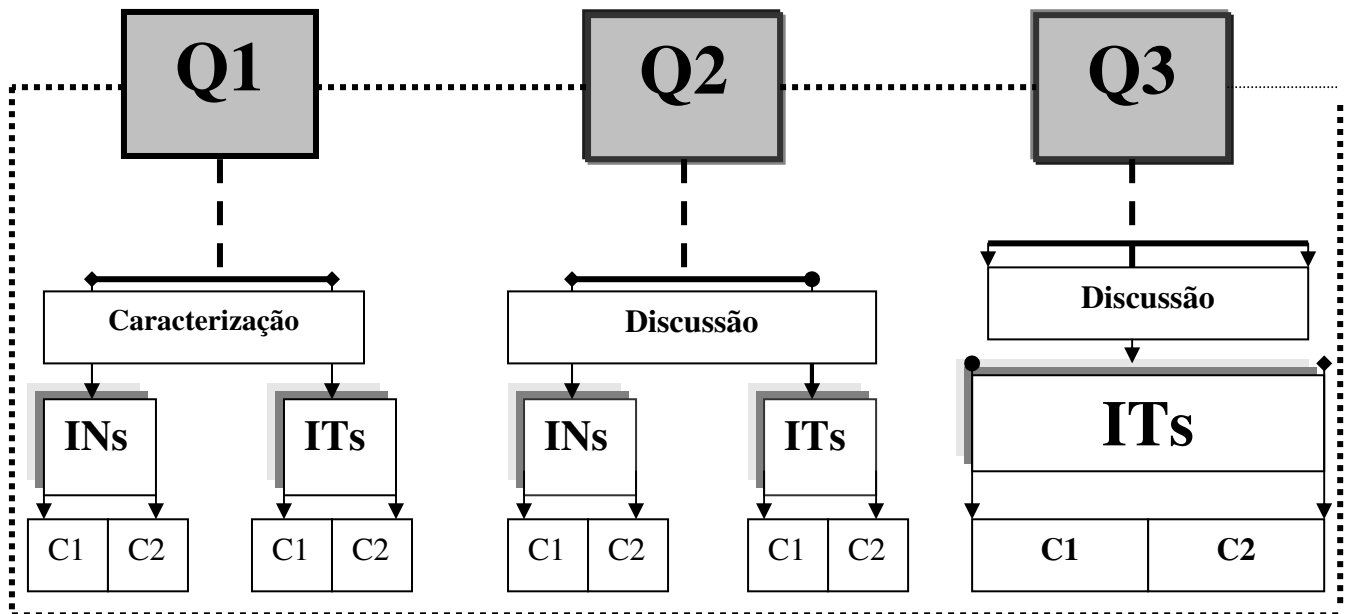 Q1
Q2
Q3
Caracterização
Discussão
Discussão
INs
ITs
INs
ITs
ITs
C1
C2
C1
C2
C1
C2
C1
C2
C1
C2